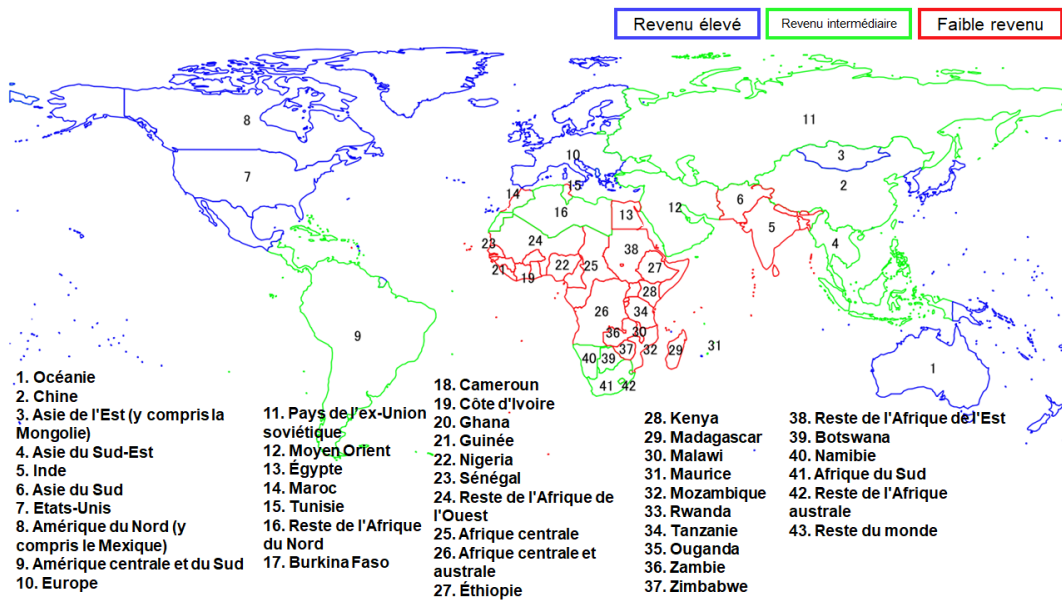 Revenu élevé
Revenu intermédiaire
Faible revenu
11
8
10
3
7
2
15
14
6
12
16
13
5
23
24
38
4
22
25
27
21
19
28
26
34
36
30
9
37
32
29
31
40
39
41
42
1
1. Océanie
2. Chine
3. Asie de l'Est (y compris la
Mongolie)
4. Asie du Sud-Est
5. Inde
6. Asie du Sud
7. Etats-Unis
8. Amérique du Nord (y
compris le Mexique)
9. Amérique centrale et du Sud
10. Europe
11. Pays de l'ex-Union
soviétique
12. Moyen Orient
13. Égypte
14. Maroc
15. Tunisie
16. Reste de l'Afrique
du Nord
17. Burkina Faso
18. Cameroun
19. Côte d'Ivoire
20. Ghana
21. Guinée
22. Nigeria
23. Sénégal
24. Reste de l'Afrique de
l'Ouest
25. Afrique centrale
26. Afrique centrale et
australe
27. Éthiopie
28. Kenya
29. Madagascar
30. Malawi
31. Maurice
32. Mozambique
33. Rwanda
34. Tanzanie
35. Ouganda
36. Zambie
37. Zimbabwe
38. Reste de l'Afrique de l'Est
39. Botswana
40. Namibie
41. Afrique du Sud
42. Reste de l'Afrique
australe
43. Reste du monde